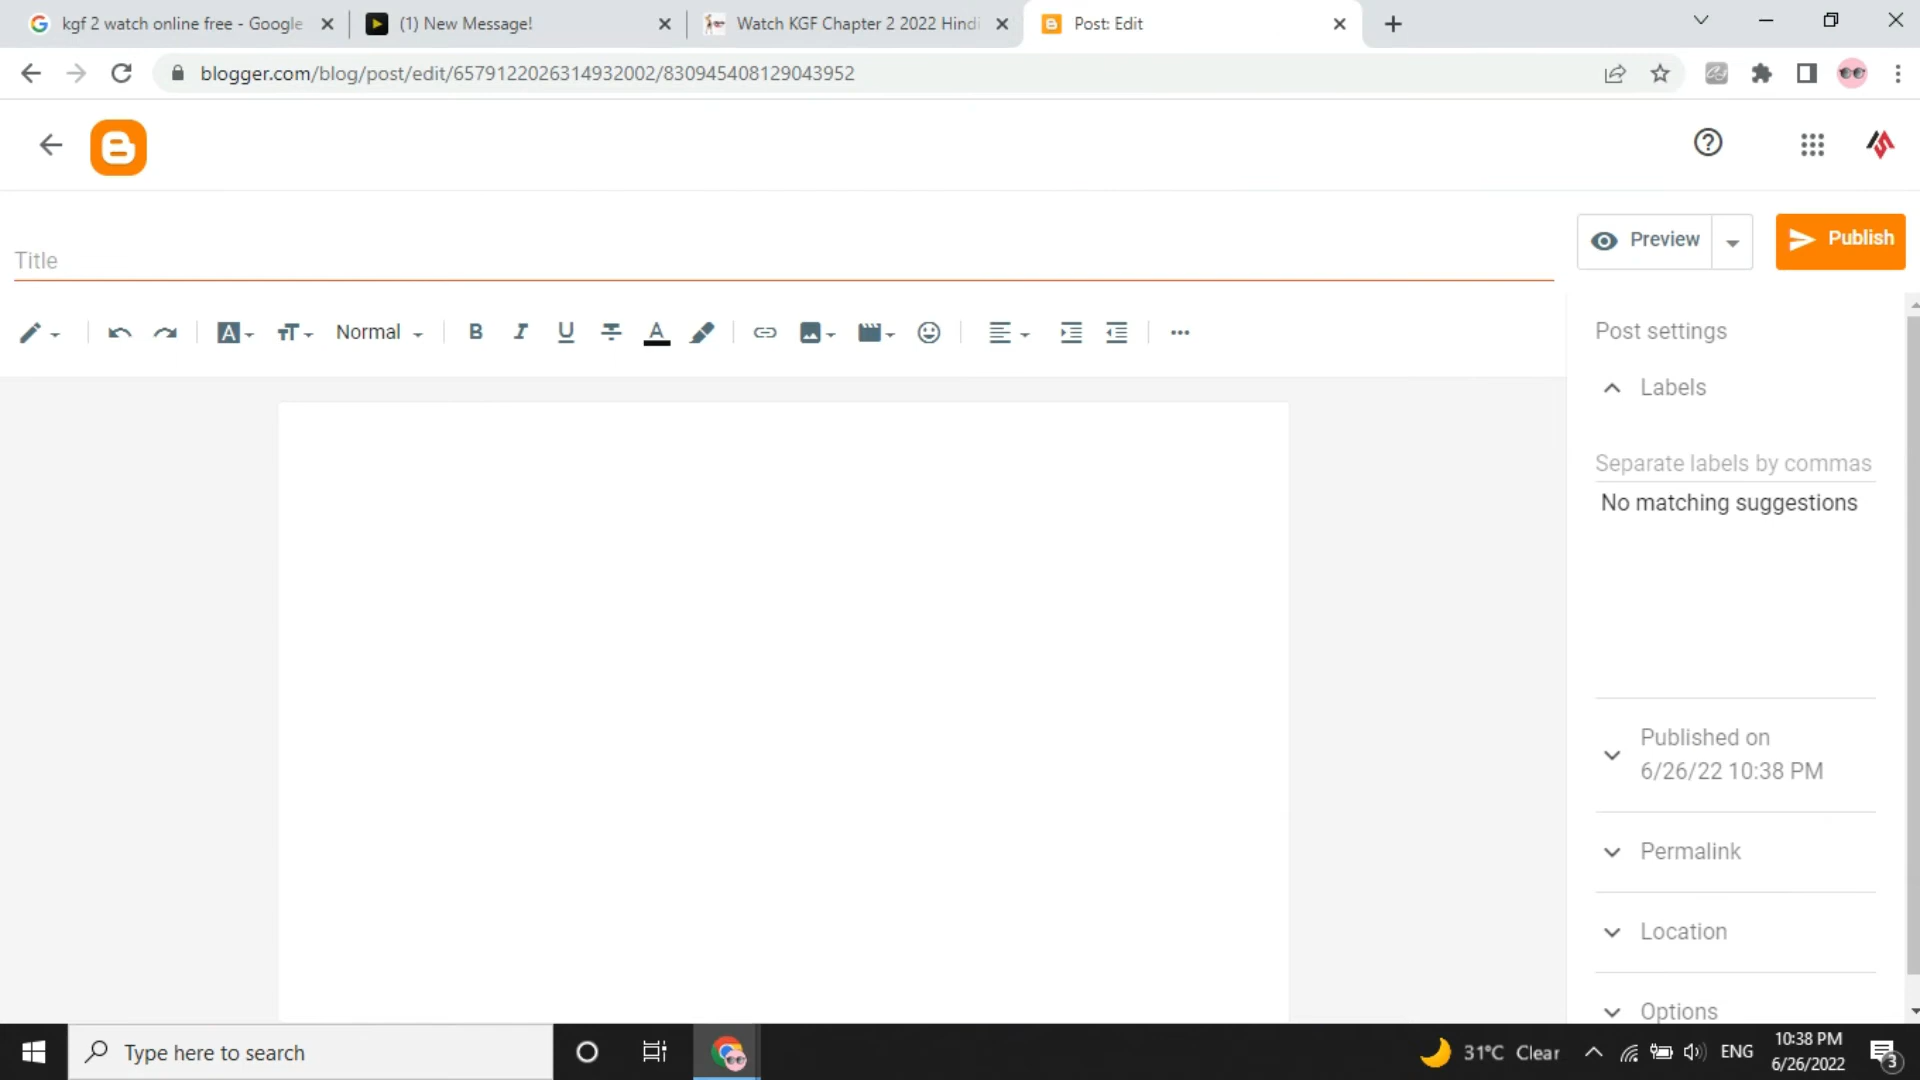 kgf 2 watch online free - Google
(1) New Message!
Watch KGF Chapter 2 2022 Hindi
Post: Edit
blogger.com/blog/post/edit/6579122026314932002/830945408129043952
Title
Preview
Publish
Normal
B I U A
Post settings
Labels
Separate labels by commas
No matching suggestions
Published on
6/26/22 10:38 PM
Permalink
Location
Options
Type here to search
31°C Clear
ENG
10:38 PM
6/26/2022
3